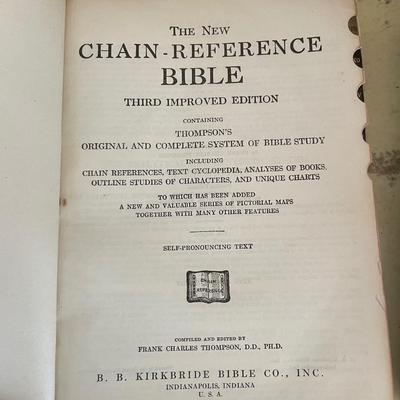 THE NEW
CHAIN-REFERENCE
BIBLE
THIRD IMPROVED EDITION
CONTAINING
THOMPSON'S
ORIGINAL AND COMPLETE SYSTEM OF BIBLE STUDY
INCLUDING
CHAIN REFERENCES, TEXT CYCLOPEDIA, ANALYSES OF BOOKS,
OUTLINE STUDIES OF CHARACTERS, AND UNIQUE CHARTS
TO WHICH HAS BEEN ADDED
A NEW AND VALUABLE SERIES OF PICTORIAL MAPS
TOGETHER WITH MANY OTHER FEATURES
SELF-PRONOUNCING TEXT
CHAIN
REFERENCE
COMPILED AND EDITED BY
FRANK CHARLES THOMPSON, D.D., PH.D.
B. B. KIRKBRIDE BIBLE CO., INC.
INDIANAPOLIS, INDIANA
U. S. A.